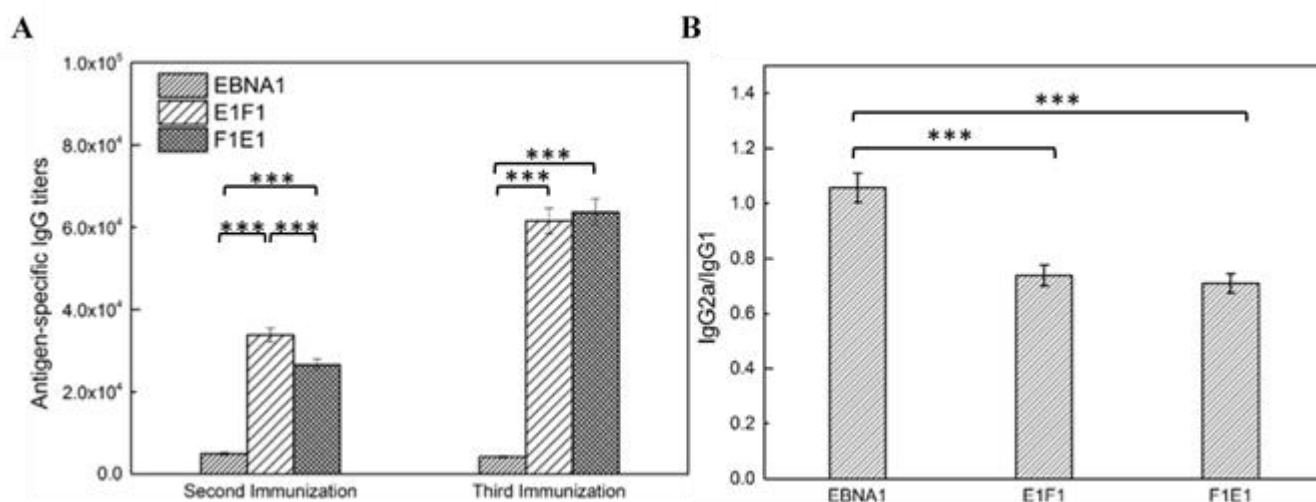 A
1.0x10⁵
8.0x10⁴
6.0x10⁴
4.0x10⁴
2.0x10⁴
0.0
Antigen-specific IgG titers
EBNA1
E1F1
F1E1
***
***
***
***
***
Second Immunization
Third Immunization
B
1.4
1.2
1.0
0.8
0.6
0.4
0.2
0.0
IgG2a/IgG1
***
***
EBNA1
E1F1
F1E1